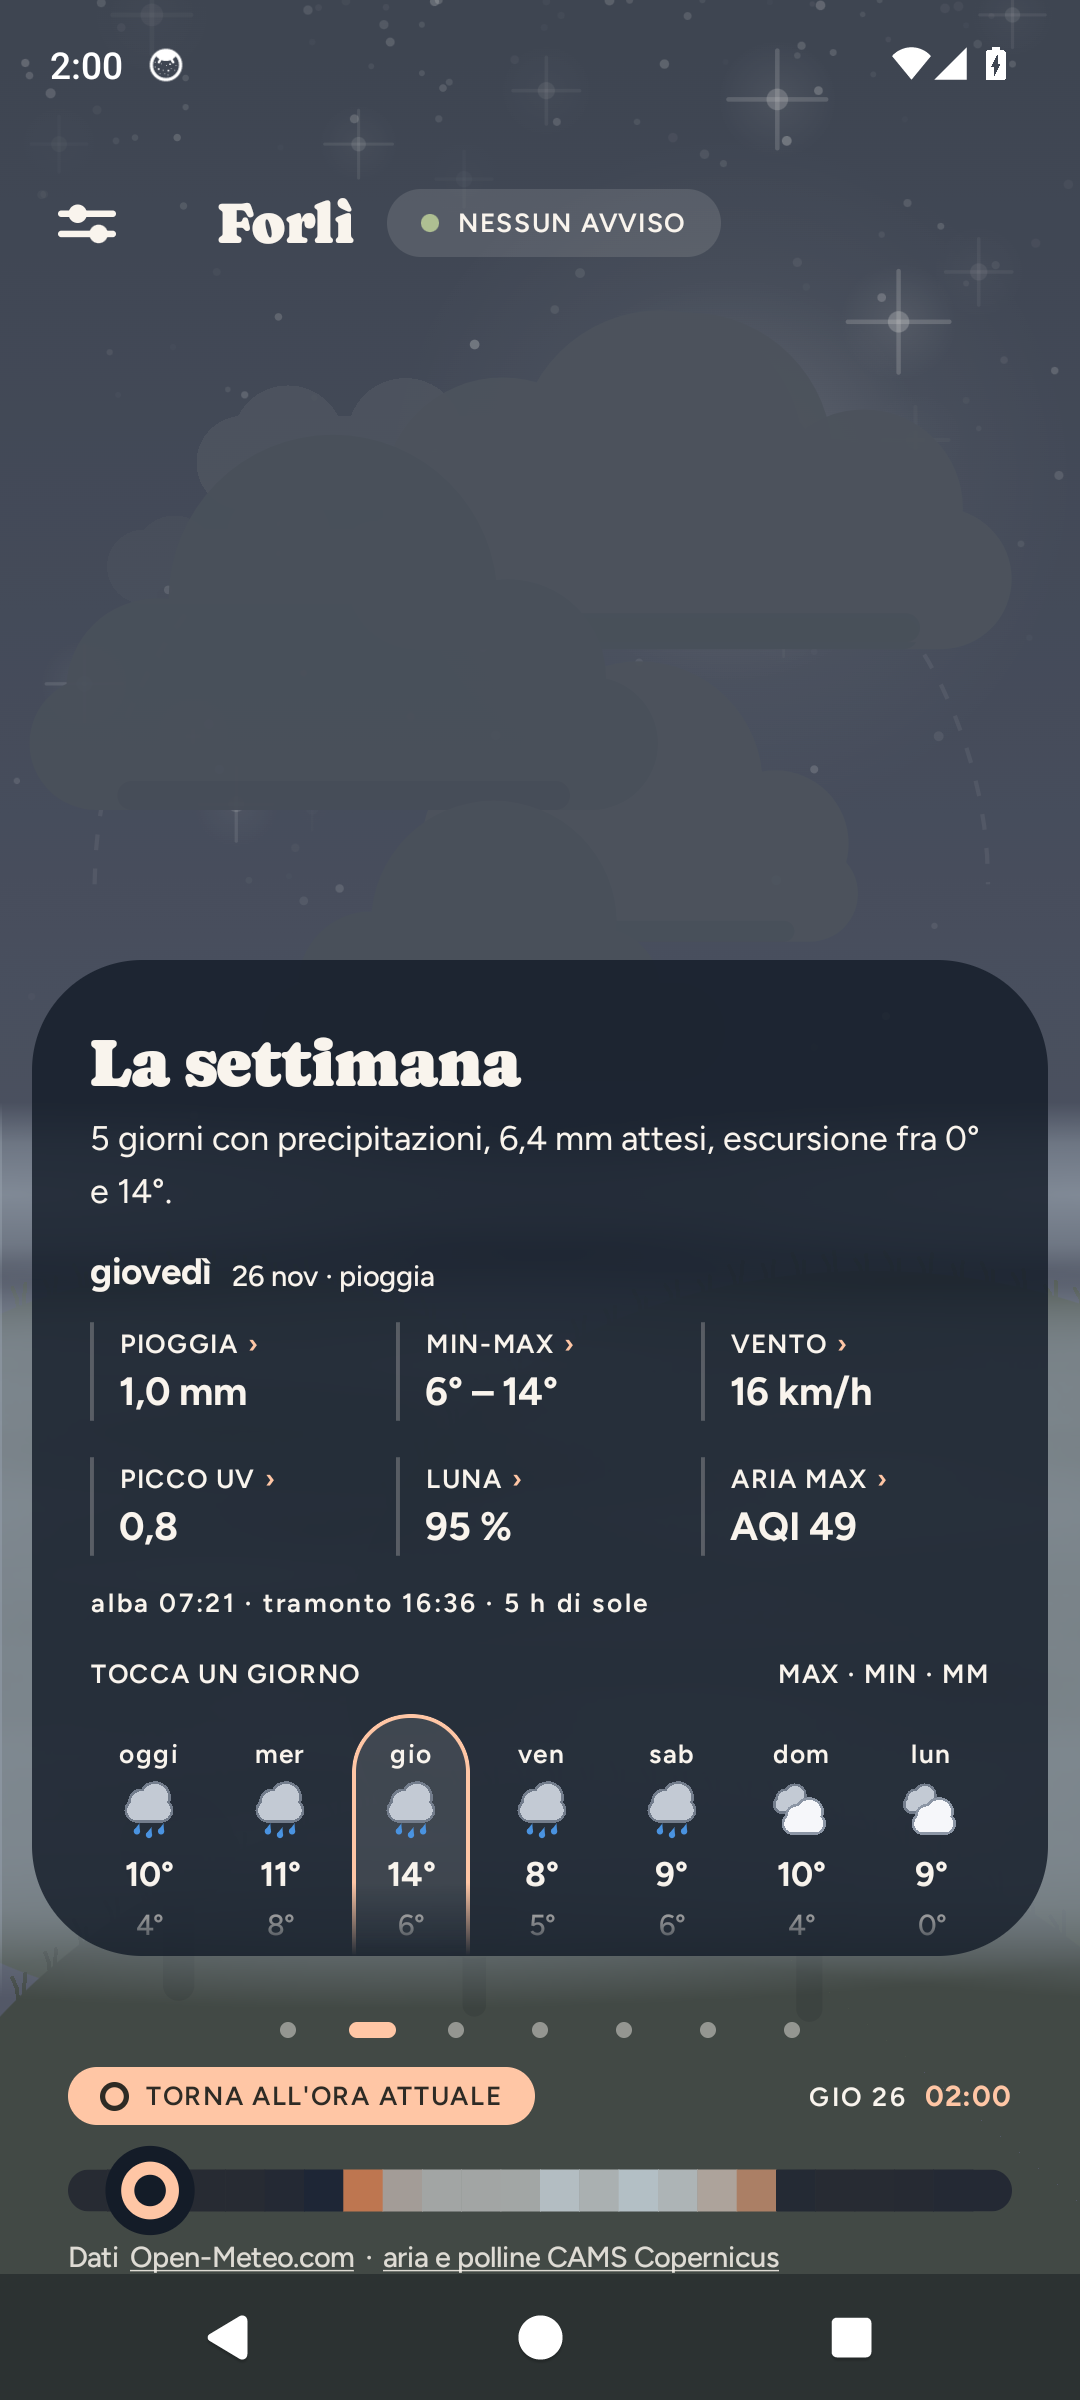 2:00
Forlì
NESSUN AVVISO
La settimana
5 giorni con precipitazioni, 6,4 mm attesi, escursione fra 0°
e 14°.
giovedì 26 nov · pioggia
PIOGGIA › MIN-MAX › VENTO ›
1,0 mm 6° – 14° 16 km/h
PICCO UV › LUNA › ARIA MAX ›
0,8 95 % AQI 49
alba 07:21 · tramonto 16:36 · 5 h di sole
TOCCA UN GIORNO MAX · MIN · MM
oggi mer gio ven sab dom lun
10° 11° 14° 8° 9° 10° 9°
4° 8° 6° 5° 6° 4° 0°
TORNA ALL'ORA ATTUALE GIO 26 02:00
Dati Open-Meteo.com · aria e polline CAMS Copernicus